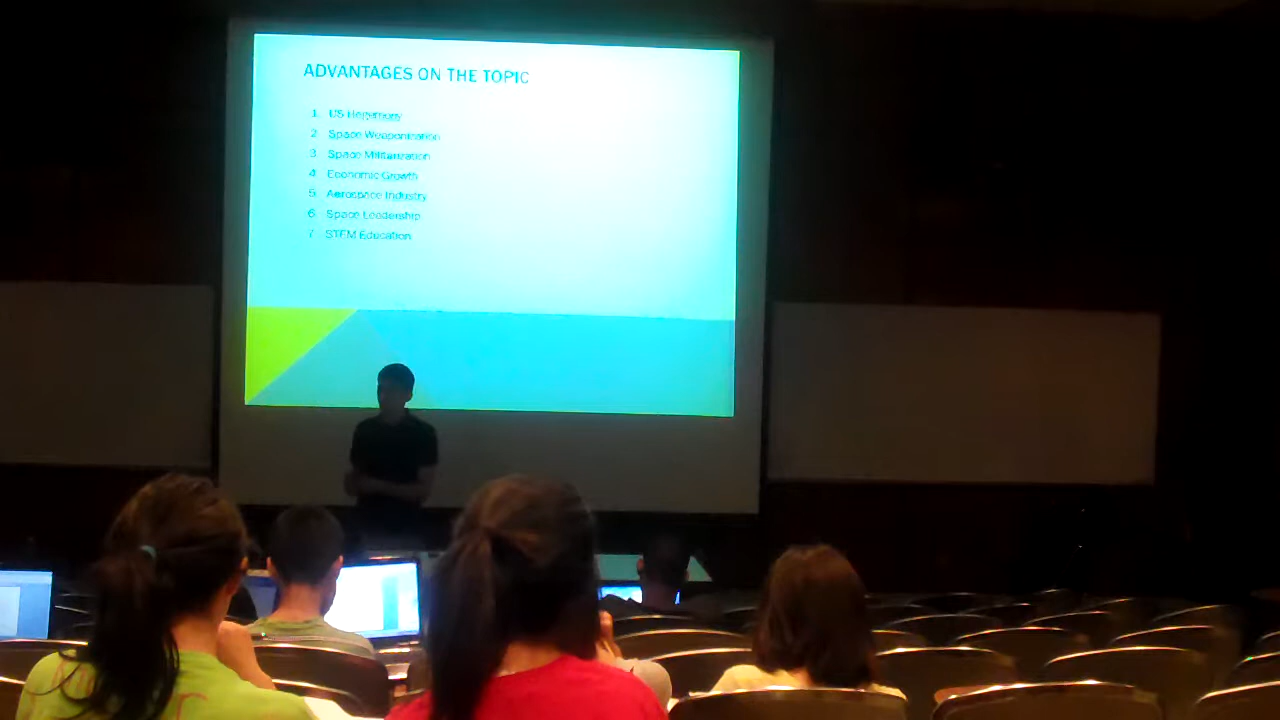 ADVANTAGES ON THE TOPIC
1. US Hegemony
2. Space Weaponization
3. Space Militarization
4. Economic Growth
5. Aerospace Industry
6. Space Leadership
7. STEM Education